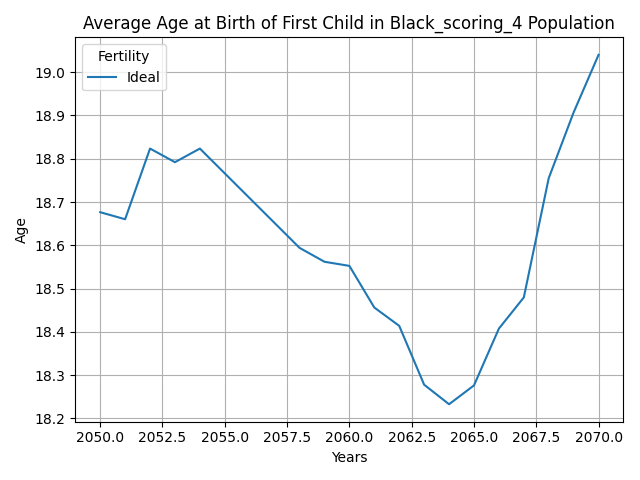 Average Age at Birth of First Child in Black_scoring_4 Population
Fertility
Ideal
19.0
18.9
18.8
18.7
18.6
18.5
18.4
18.3
18.2
Age
2050.0 2052.5 2055.0 2057.5 2060.0 2062.5 2065.0 2067.5 2070.0
Years